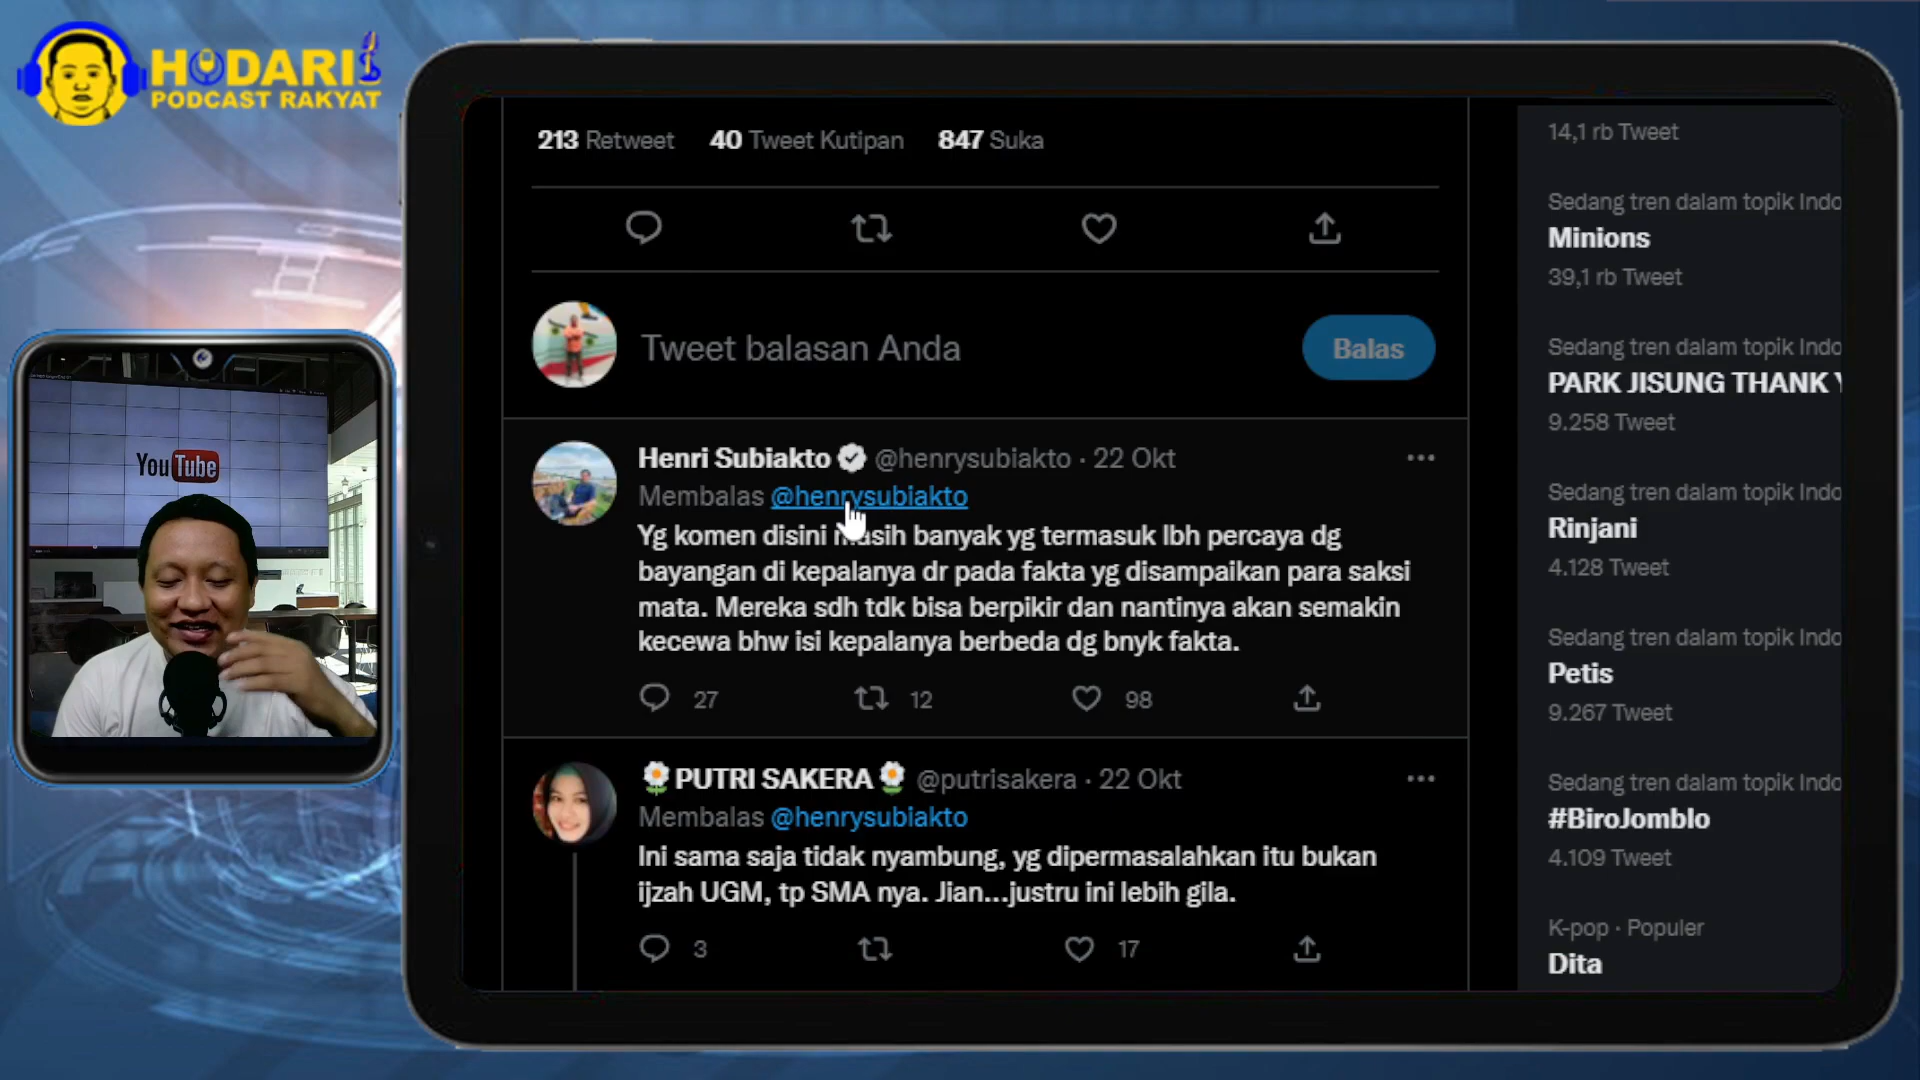 HODARI
PODCAST RAKYAT
YouTube
213 Retweet 40 Tweet Kutipan 847 Suka
Tweet balasan Anda
Balas
Henri Subiakto @henrysubiakto · 22 Okt
Membalas @henrysubiakto
Yg komen disini masih banyak yg termasuk lbh percaya dg
bayangan di kepalanya dr pada fakta yg disampaikan para saksi
mata. Mereka sdh tdk bisa berpikir dan nantinya akan semakin
kecewa bhw isi kepalanya berbeda dg bnyk fakta.
27 12 98
🌼PUTRI SAKERA🌼 @putrisakera · 22 Okt
Membalas @henrysubiakto
Ini sama saja tidak nyambung, yg dipermasalahkan itu bukan
ijzah UGM, tp SMA nya. Jian...justru ini lebih gila.
3 17
14,1 rb Tweet
Sedang tren dalam topik Indo
Minions
39,1 rb Tweet
Sedang tren dalam topik Indo
PARK JISUNG THANK
9.258 Tweet
Sedang tren dalam topik Indo
Rinjani
4.128 Tweet
Sedang tren dalam topik Indo
Petis
9.267 Tweet
Sedang tren dalam topik Indo
#BiroJomblo
4.109 Tweet
K-pop · Populer
Dita